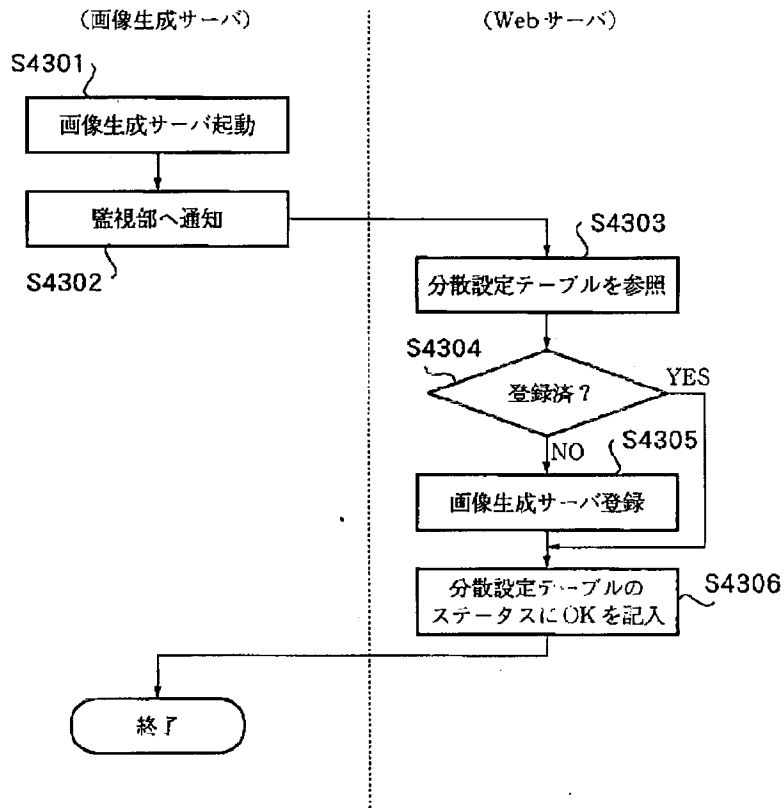 (画像生成サーバ)
(Webサーバ)
S4301
画像生成サーバ起動
監視部へ通知
S4302
S4303
分散設定テーブルを参照
S4304
登録済？
YES
NO
S4305
画像生成サーバ登録
分散設定テーブルの
ステータスにOKを記入
S4306
終了